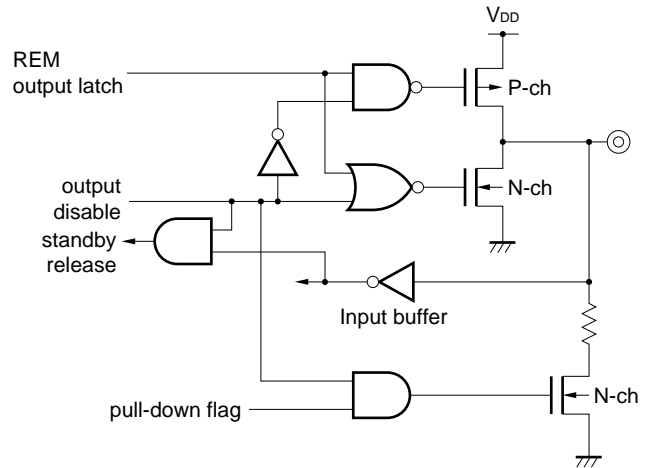 VDD
REM
output latch
P-ch
output
disable
N-ch
standby
release
Input buffer
N-ch
pull-down flag